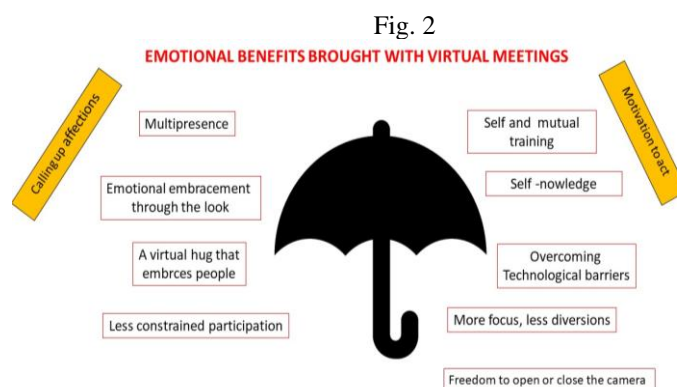 Fig. 2
EMOTIONAL BENEFITS BROUGHT WITH VIRTUAL MEETINGS
Calling up affections
Multipresence
Emotional embracement
through the look
A virtual hug that
embrces people
Less constrained participation
Motivation to act
Self and mutual
training
Self -nowledge
Overcoming
Technological barriers
More focus, less diversions
Freedom to open or close the camera